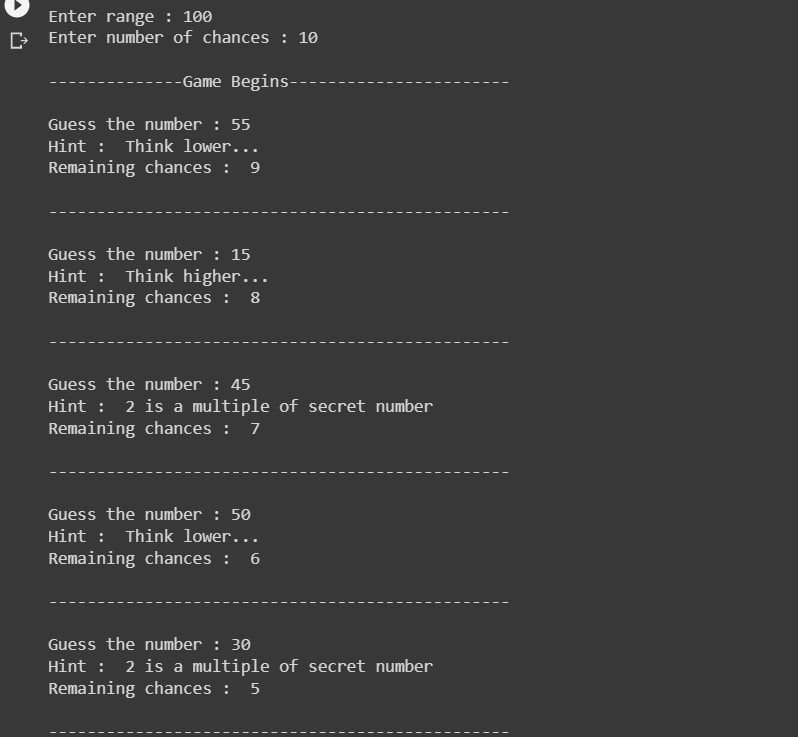 Enter range : 100
Enter number of chances : 10
--------------Game Begins-----------------------
Guess the number : 55
Hint :  Think lower...
Remaining chances :  9
------------------------------------------------
Guess the number : 15
Hint :  Think higher...
Remaining chances :  8
------------------------------------------------
Guess the number : 45
Hint :  2 is a multiple of secret number
Remaining chances :  7
------------------------------------------------
Guess the number : 50
Hint :  Think lower...
Remaining chances :  6
------------------------------------------------
Guess the number : 30
Hint :  2 is a multiple of secret number
Remaining chances :  5
------------------------------------------------